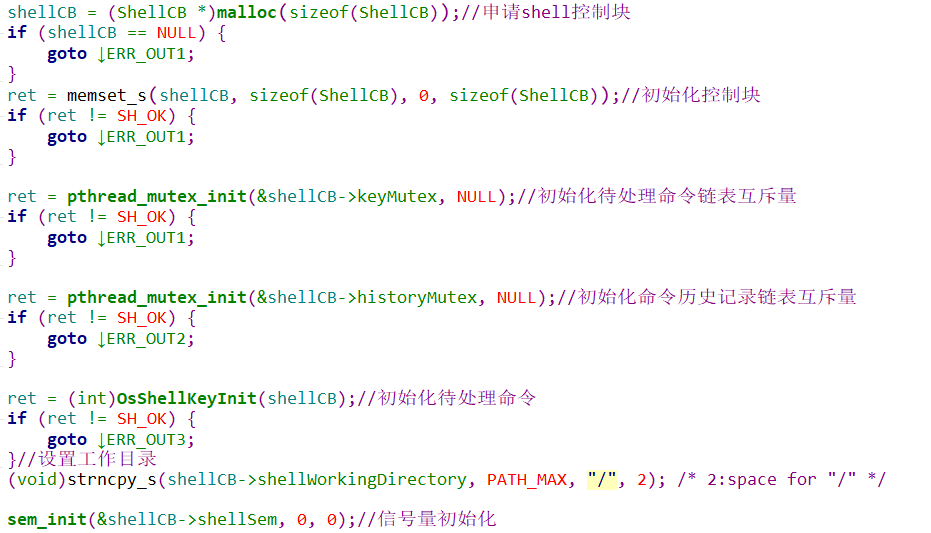 shellCB = (ShellCB *)malloc(sizeof(ShellCB));//申请shell控制块
if (shellCB == NULL) {
    goto ↓ERR_OUT1;
}
ret = memset_s(shellCB, sizeof(ShellCB), 0, sizeof(ShellCB));//初始化控制块
if (ret != SH_OK) {
    goto ↓ERR_OUT1;
}
ret = pthread_mutex_init(&shellCB->keyMutex, NULL);//初始化待处理命令链表互斥量
if (ret != SH_OK) {
    goto ↓ERR_OUT1;
}
ret = pthread_mutex_init(&shellCB->historyMutex, NULL);//初始化命令历史记录链表互斥量
if (ret != SH_OK) {
    goto ↓ERR_OUT2;
}
ret = (int)OsShellKeyInit(shellCB);//初始化待处理命令
if (ret != SH_OK) {
    goto ↓ERR_OUT3;
}//设置工作目录
(void)strncpy_s(shellCB->shellWorkingDirectory, PATH_MAX, "/", 2); /* 2:space for "/" */
sem_init(&shellCB->shellSem, 0, 0);//信号量初始化